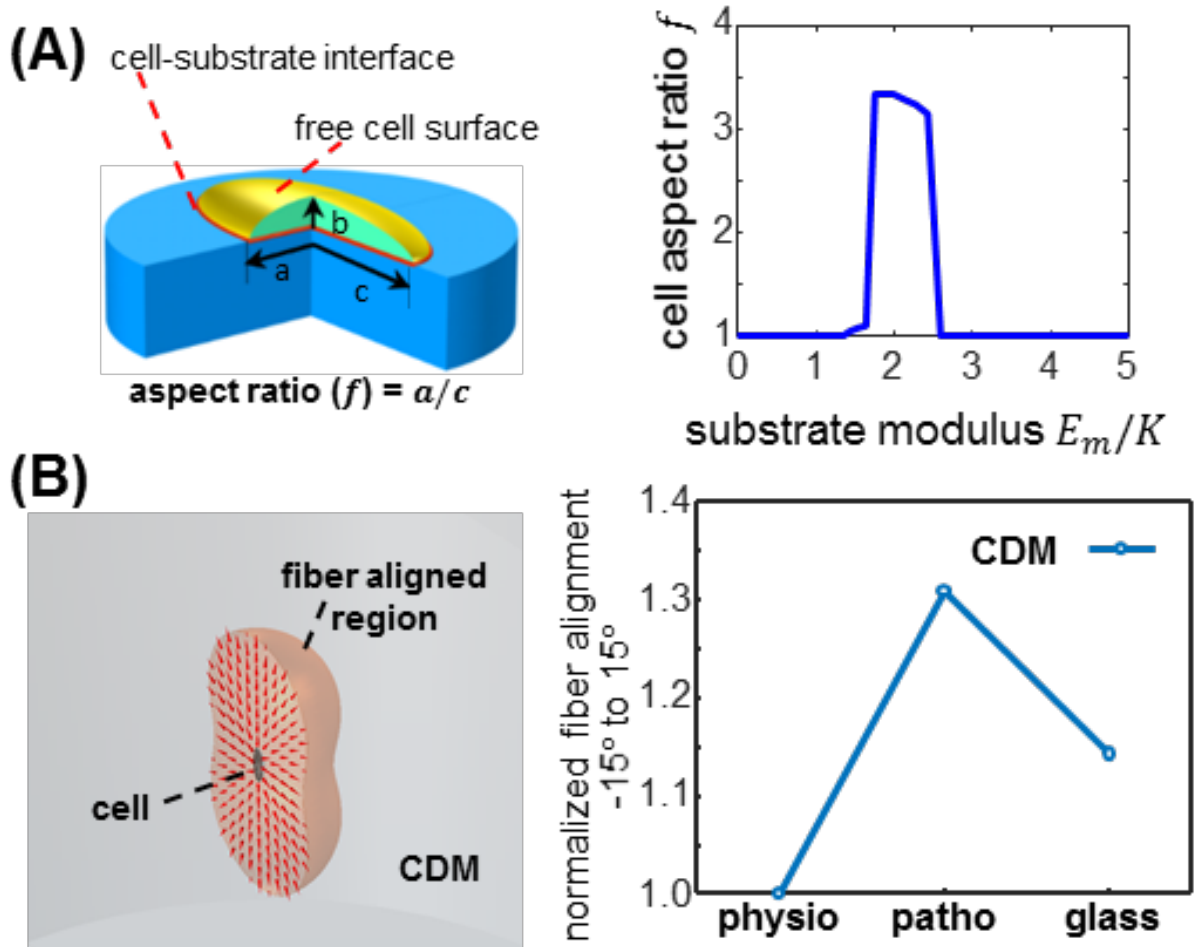 (A)
cell-substrate interface
free cell surface
b
a
c
aspect ratio (f) = a/c
cell aspect ratio f
4
3
2
1
0 1 2 3 4 5
substrate modulus E_m/K
(B)
fiber aligned
region
cell
CDM
normalized fiber alignment
-15° to 15°
1.4
1.3
1.2
1.1
1.0
CDM
physio patho glass